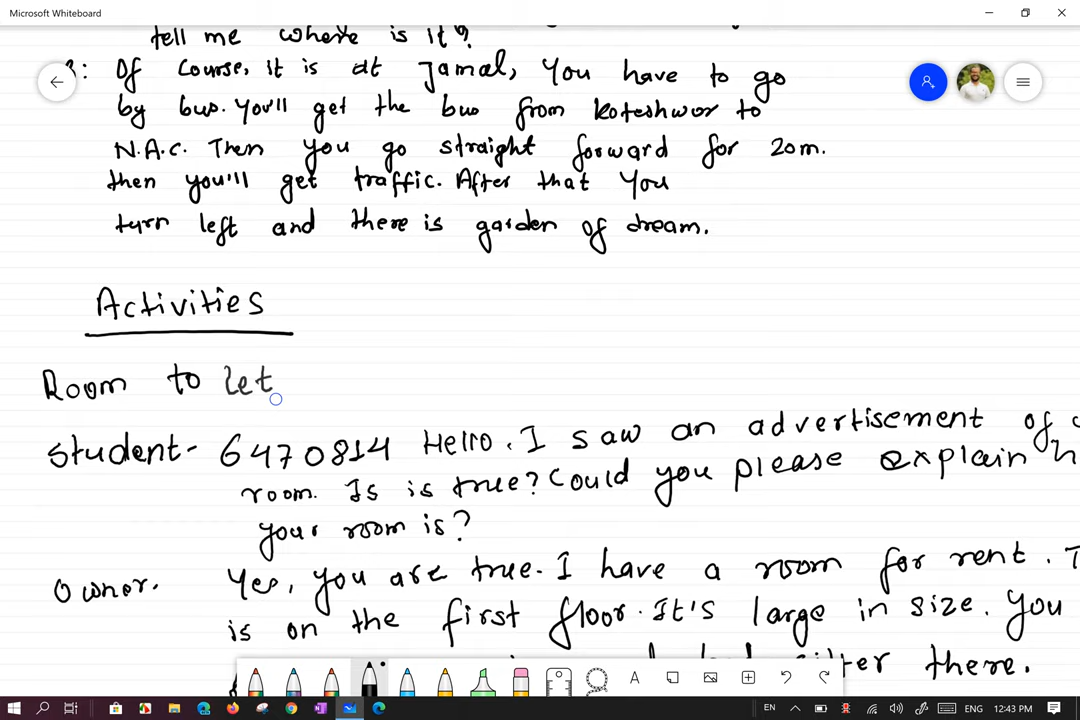 Microsoft Whiteboard
tell me where is it?
: Of course, it is at Jamal, You have to go
by bus. You'll get the bus from koteshwor to
N.A.C. Then you go straight forward for 20m.
then you'll get traffic. After that You
turn left and there is garden of dream.
Activities
Room to let
Student- 6470814 Hello. I saw an advertisement of
room. Is is true? Could you please explain
your room is?
Owner. Yes, you are true. I have a room for rent.
is on the first floor. It's large in size. You
there.
A
EN
ENG
12:43 PM